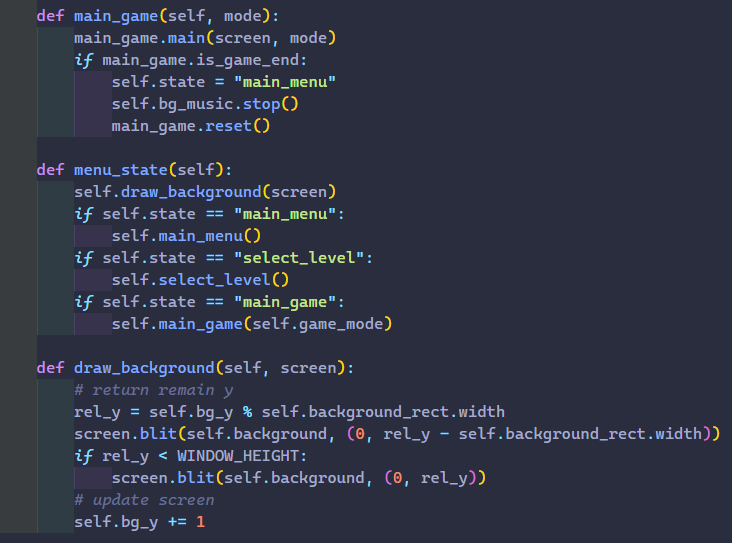 def main_game(self, mode):
    main_game.main(screen, mode)
    if main_game.is_game_end:
        self.state = "main_menu"
        self.bg_music.stop()
        main_game.reset()

def menu_state(self):
    self.draw_background(screen)
    if self.state == "main_menu":
        self.main_menu()
    if self.state == "select_level":
        self.select_level()
    if self.state == "main_game":
        self.main_game(self.game_mode)

def draw_background(self, screen):
    # return remain y
    rel_y = self.bg_y % self.background_rect.width
    screen.blit(self.background, (0, rel_y - self.background_rect.width))
    if rel_y < WINDOW_HEIGHT:
        screen.blit(self.background, (0, rel_y))
    # update screen
    self.bg_y += 1